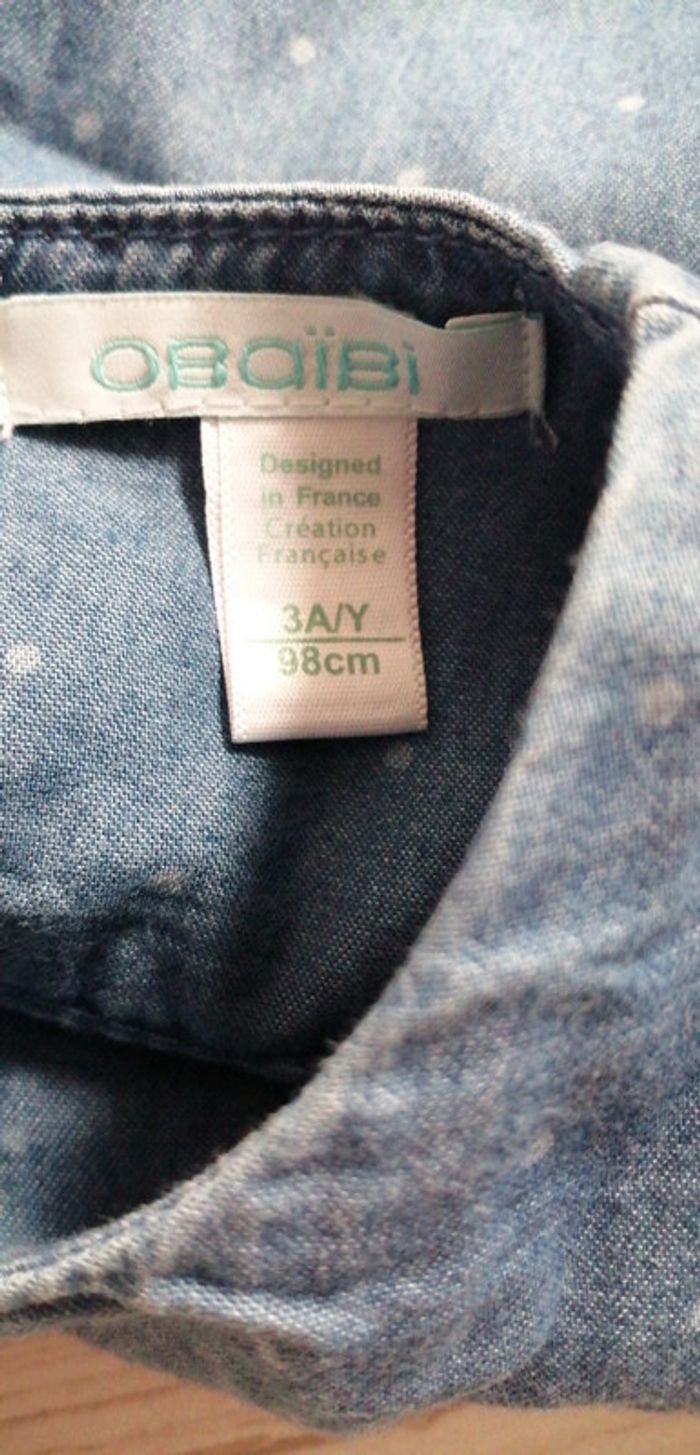 OBaïBi
Designed
in France
Création
Française
3A/Y
98cm